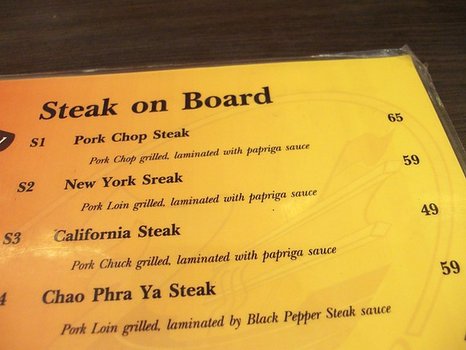 Steak on Board
S1 Pork Chop Steak 65
Pork Chop grilled, laminated with papriga sauce
S2 New York Sreak 59
Pork Loin grilled, laminated with papriga sauce
S3 California Steak 49
Pork Chuck grilled, laminated with papriga sauce
4 Chao Phra Ya Steak 59
Pork Loin grilled, laminated by Black Pepper Steak sauce